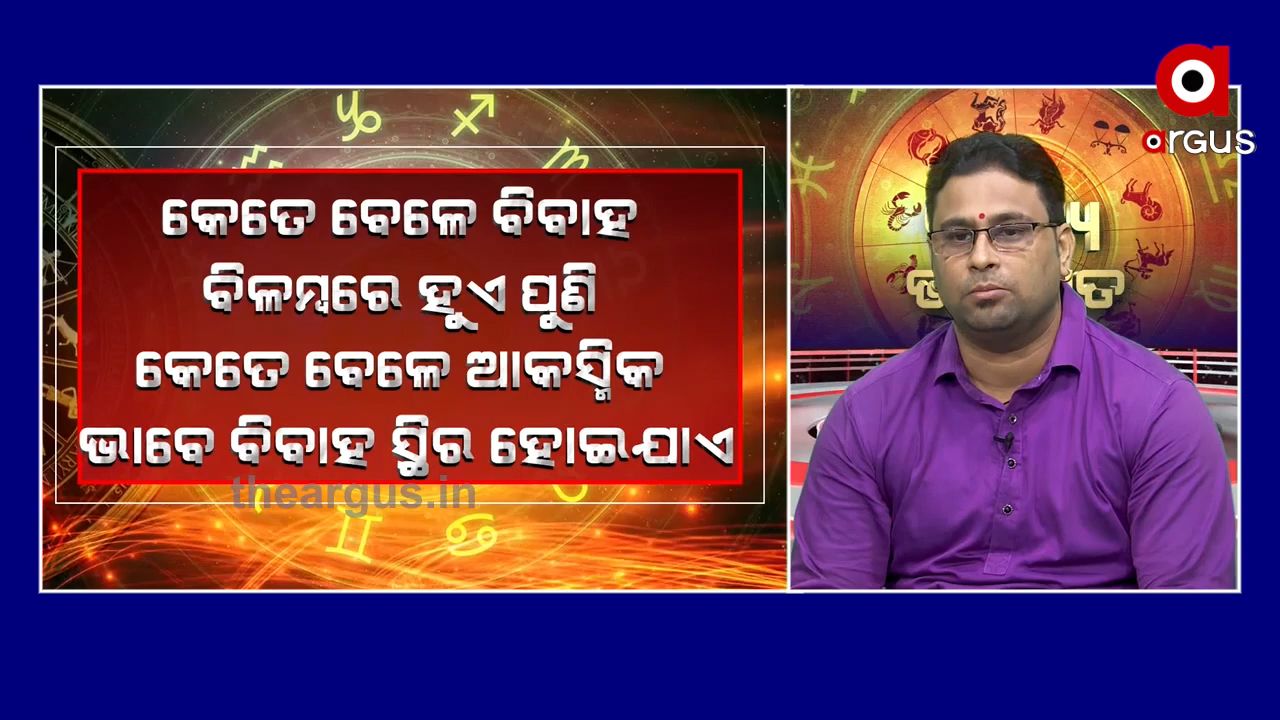 argus
କେତେ ବେଳେ ବିବାହ
ବିଳମ୍ବରେ ହୁଏ ପୁଣି
କେତେ ବେଳେ ଆକସ୍ମିକ
ଭାବେ ବିବାହ ସ୍ଥିର ହୋଇଯାଏ
theargus.in